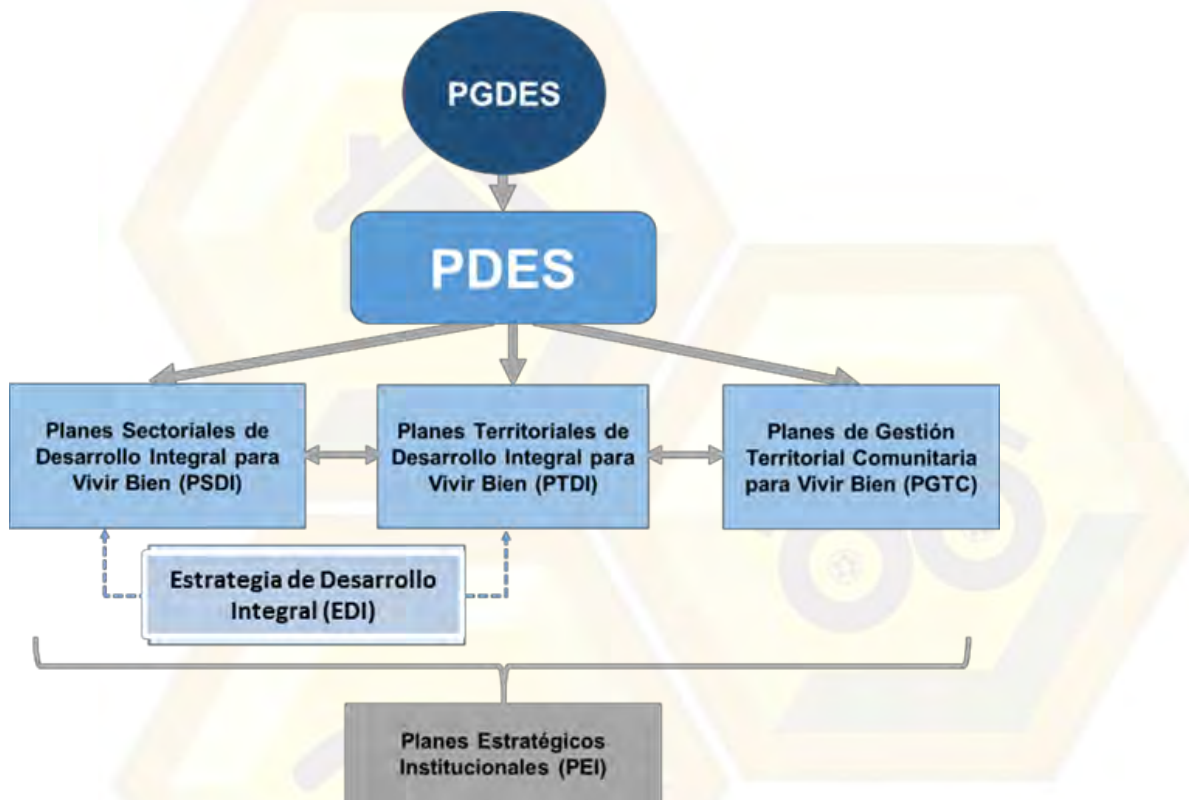 PGDES
PDES
Planes Sectoriales de
Desarrollo Integral para
Vivir Bien (PSDI)
Planes Territoriales de
Desarrollo Integral para
Vivir Bien (PTDI)
Planes de Gestión
Territorial Comunitaria
para Vivir Bien (PGTC)
Estrategia de Desarrollo
Integral (EDI)
Planes Estratégicos
Institucionales (PEI)